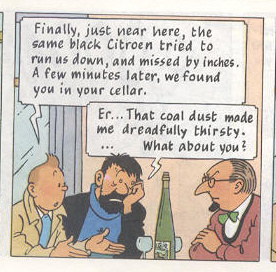 Finally, just near here, the
same black Citroen tried to
run us down, and missed by inches.
A few minutes later, we found
you in your cellar.
Er... That coal dust made
me dreadfully thirsty.
... What about you?